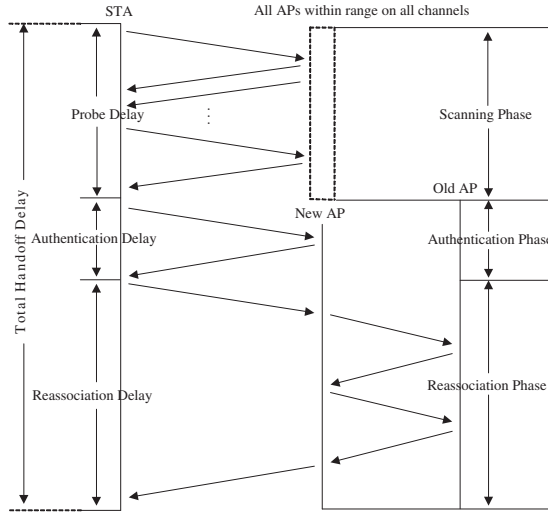 STA
All APs within range on all channels
Probe Delay
Scanning Phase
Total Handoff Delay
Old AP
New AP
Authentication Delay
Authentication Phase
Reassociation Delay
Reassociation Phase